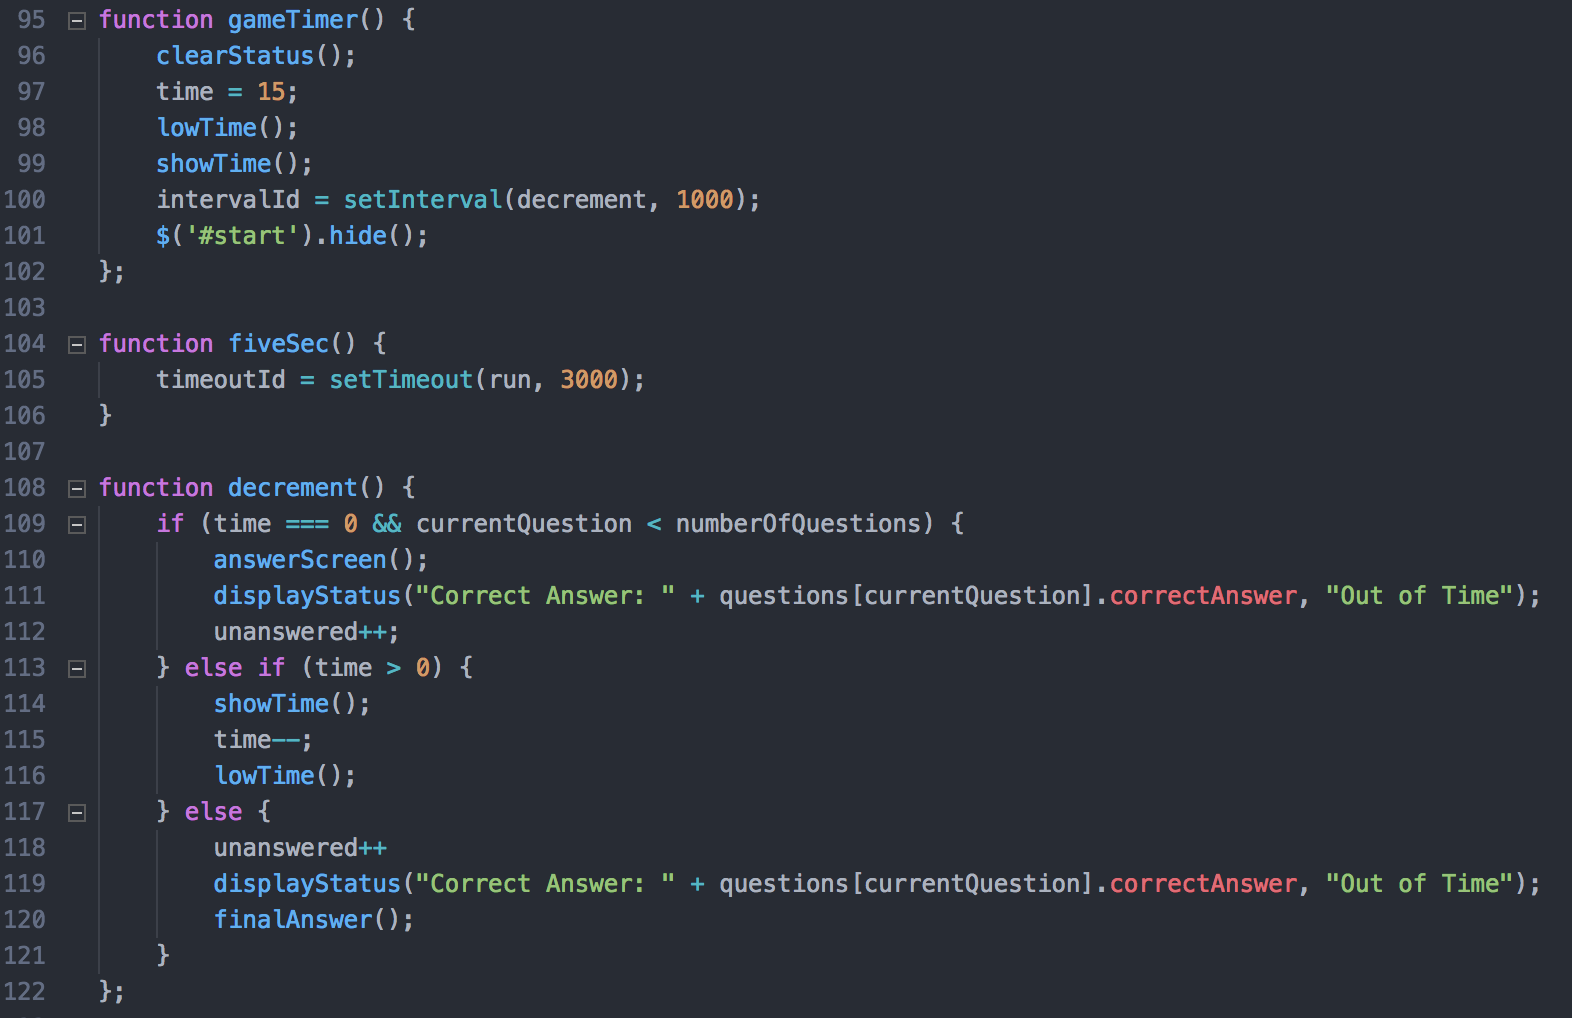 95 function gameTimer() {
96 clearStatus();
97 time = 15;
98 lowTime();
99 showTime();
100 intervalId = setInterval(decrement, 1000);
101 $('#start').hide();
102 };
103
104 function fiveSec() {
105 timeoutId = setTimeout(run, 3000);
106 }
107
108 function decrement() {
109 if (time === 0 && currentQuestion < numberOfQuestions) {
110 answerScreen();
111 displayStatus("Correct Answer: " + questions[currentQuestion].correctAnswer, "Out of Time");
112 unanswered++;
113 } else if (time > 0) {
114 showTime();
115 time--;
116 lowTime();
117 } else {
118 unanswered++
119 displayStatus("Correct Answer: " + questions[currentQuestion].correctAnswer, "Out of Time");
120 finalAnswer();
121 }
122 };